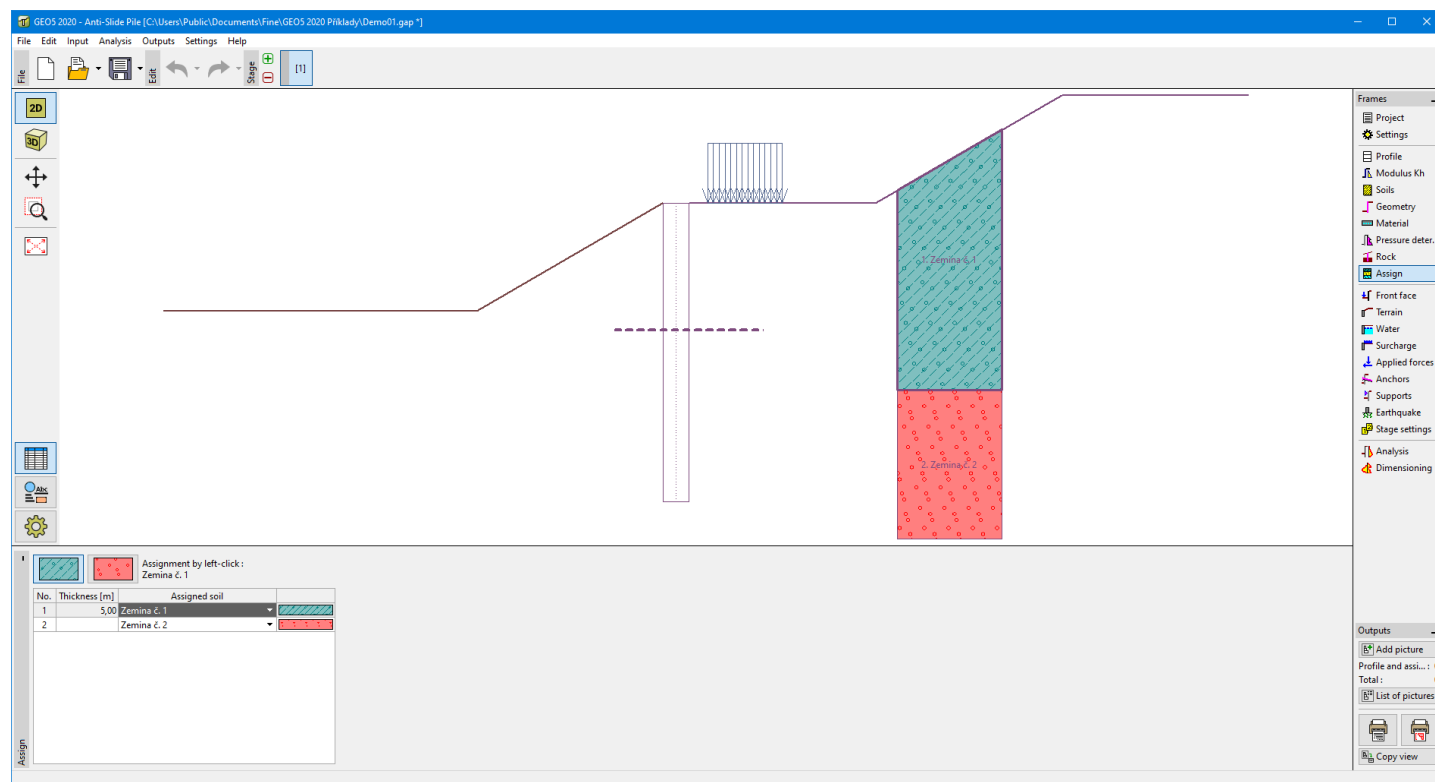 GEO5 2020 - Anti-Slide Pile [C:\Users\Public\Documents\Fine\GEO5 2020 Příklady\Demo01.gap *]
File Edit Input Analysis Outputs Settings Help
File
Edit
Stage
[1]
2D
3D
Abc
1. Zemina č. 1
2. Zemina č. 2
Frames
Project
Settings
Profile
Modulus Kh
Soils
Geometry
Material
Pressure deter.
Rock
Assign
Front face
Terrain
Water
Surcharge
Applied forces
Anchors
Supports
Earthquake
Stage settings
Analysis
Dimensioning
Assign
Assignment by left-click :
Zemina č. 1
No. Thickness [m] Assigned soil
1 5,00 Zemina č. 1
2 Zemina č. 2
Outputs
Add picture
Profile and assi... :
Total :
List of pictures
Copy view